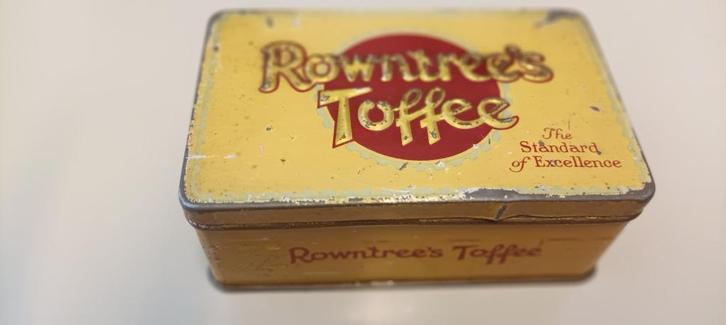 Rowntree's
Toffee
The
Standard
of Excellence
Rowntree's Toffee